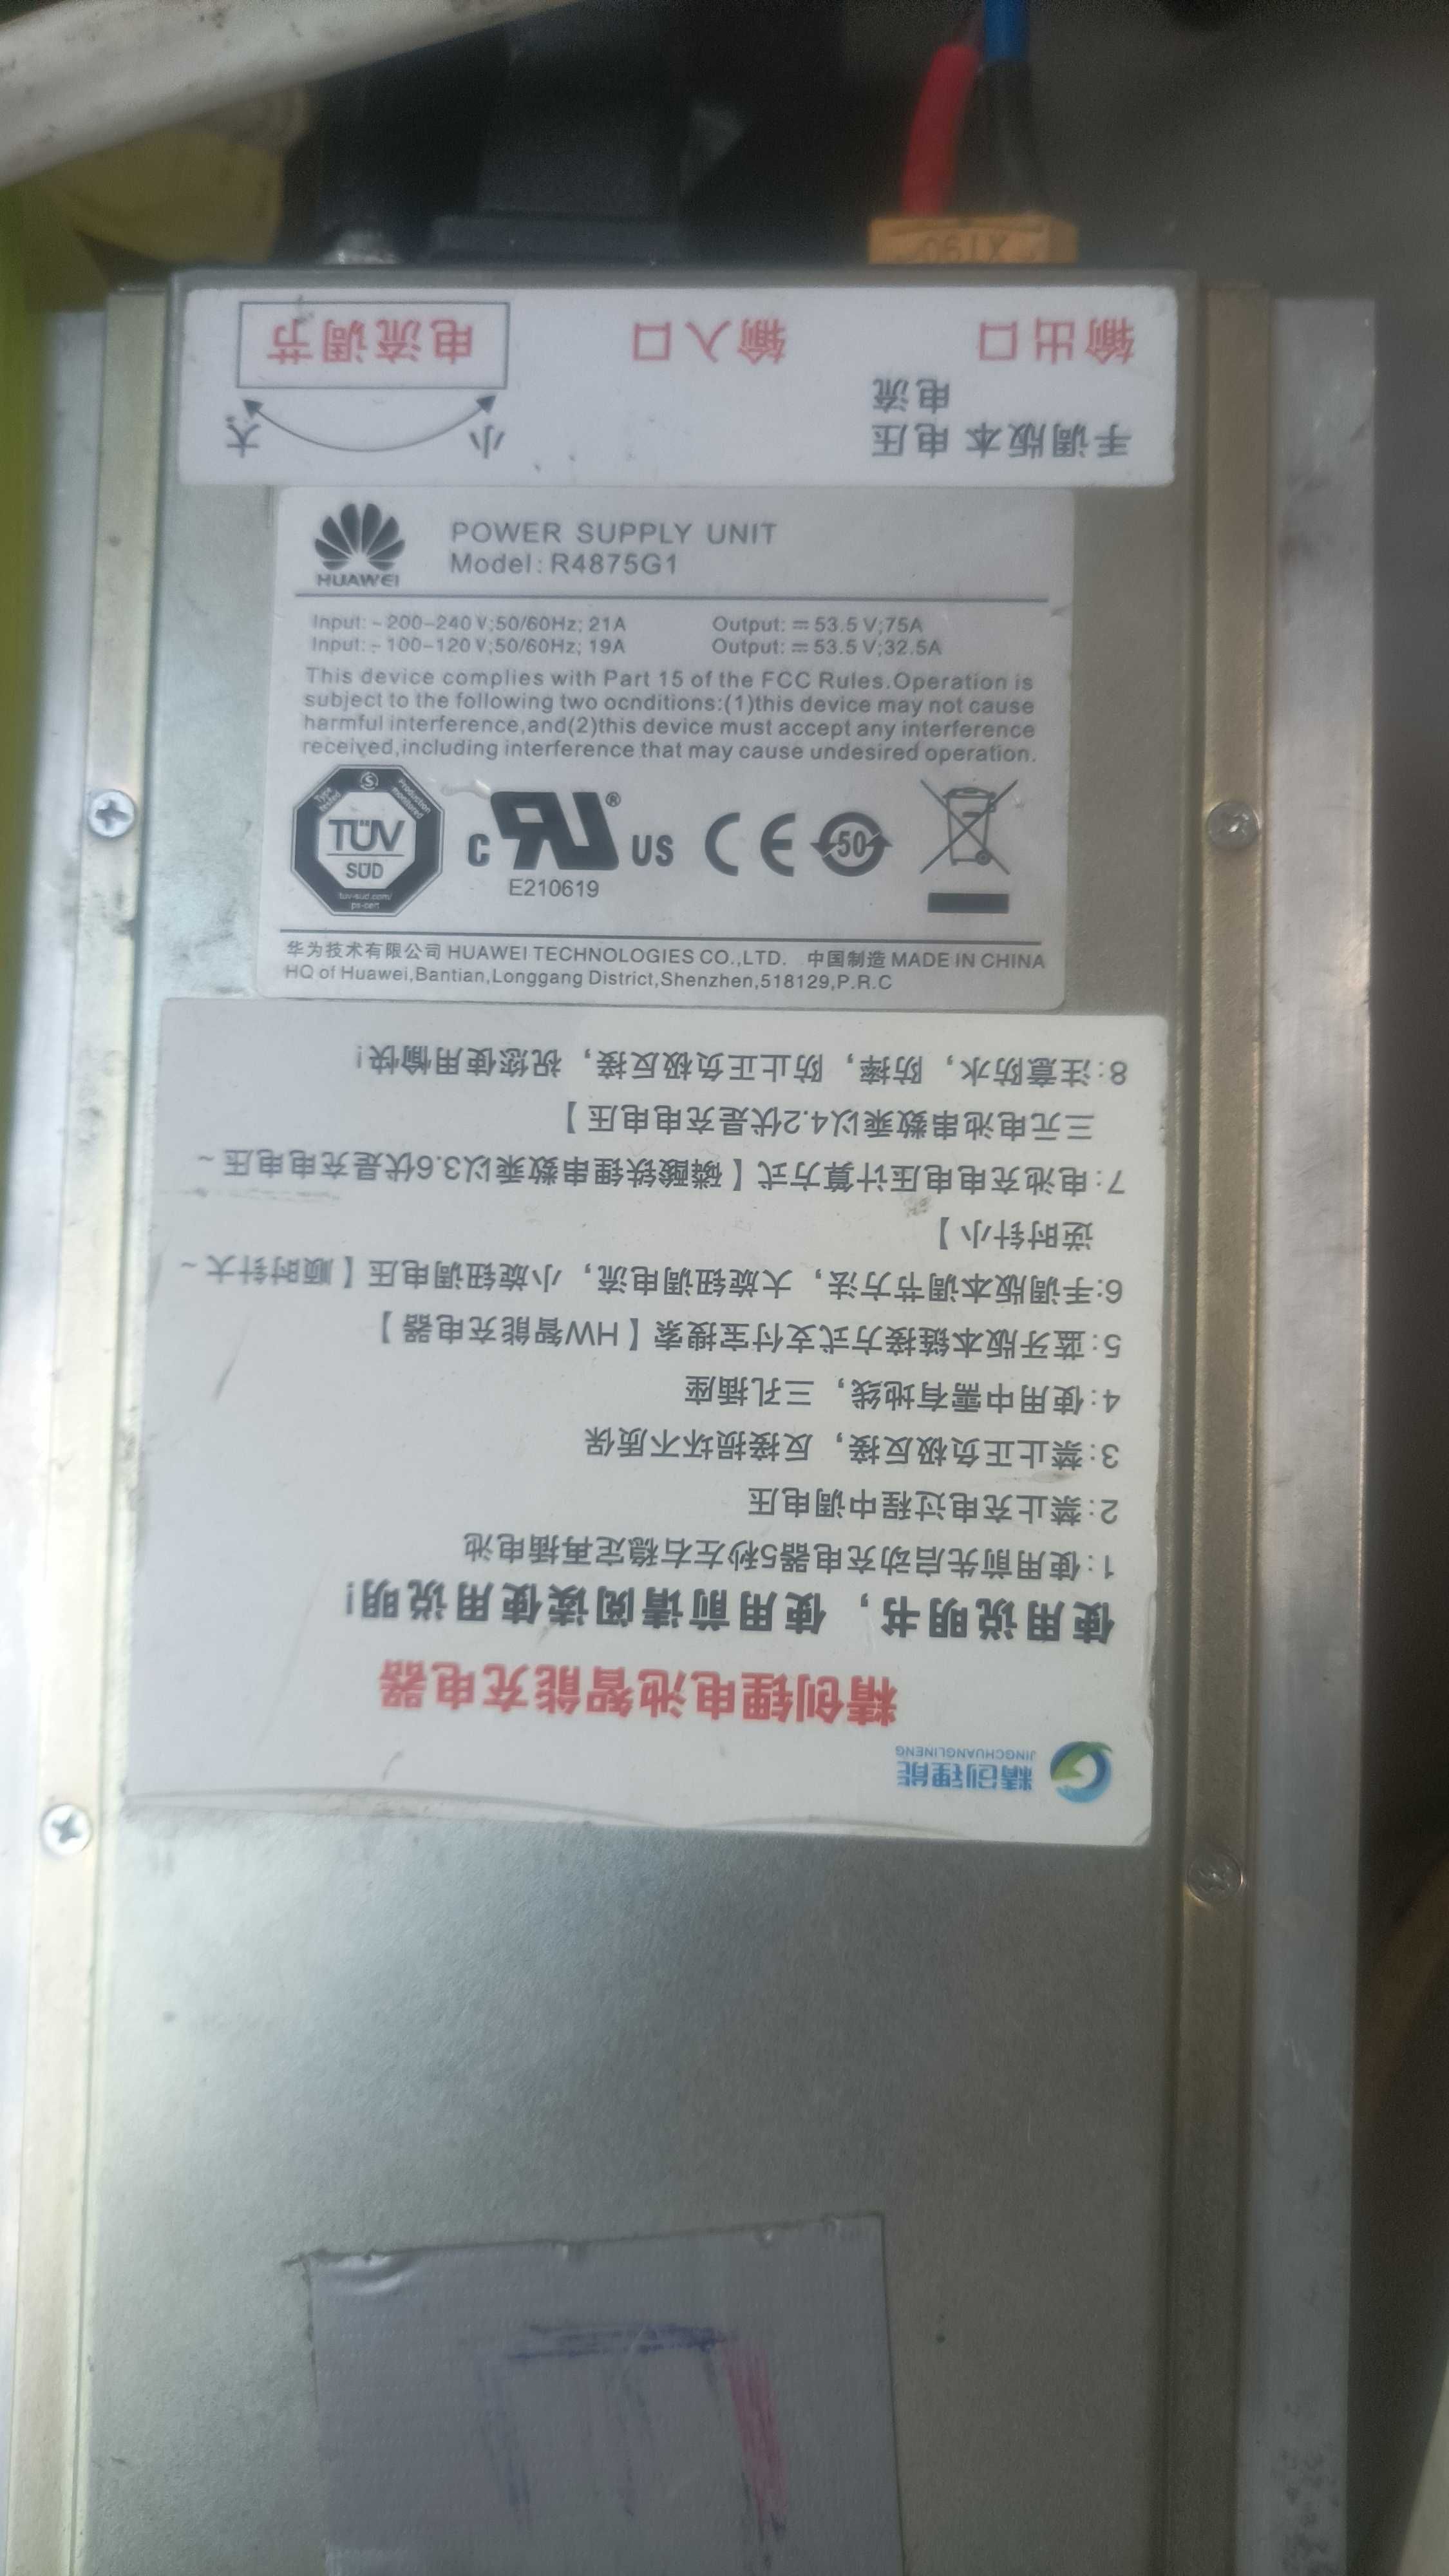 XT90
输出口 输入口 电流调节
手调版本 电压
电流
小 大
HUAWEI
POWER SUPPLY UNIT
Model: R4875G1
Input: ~200-240 V;50/60Hz; 21A Output: ⎓ 53.5 V;75A
Input: ~100-120 V;50/60Hz; 19A Output: ⎓ 53.5 V;32.5A
This device complies with Part 15 of the FCC Rules.Operation is
subject to the following two ocnditions:(1)this device may not cause
harmful interference,and(2)this device must accept any interference
received,including interference that may cause undesired operation.
Type tested
Production monitored
TÜV
SÜD
tuv-sud.com/
ps-cert
C RU ® US CE 50
E210619
华为技术有限公司 HUAWEI TECHNOLOGIES CO.,LTD. 中国制造 MADE IN CHINA
HQ of Huawei,Bantian,Longgang District,Shenzhen,518129,P.R.C
精创锂能
JINGCHUANGLINENG
精创锂电池智能充电器
使用说明书，使用前请阅读使用说明！
1:使用前先启动充电器5秒左右稳定再插电池
2:禁止充电过程中调电压
3:禁止正负极反接，反接损坏不质保
4:使用中需有地线，三孔插座
5:蓝牙版本链接方式支付宝搜索【HW智能充电器】
6:手调版本调节方法，大旋钮调电流，小旋钮调电压【顺时针大~
逆时针小】
7:电池充电电压计算方式【磷酸铁锂串数乘以3.6伏是充电电压~
三元电池串数乘以4.2伏是充电电压】
8:注意防水，防摔，防止正负极反接，祝您使用愉快！